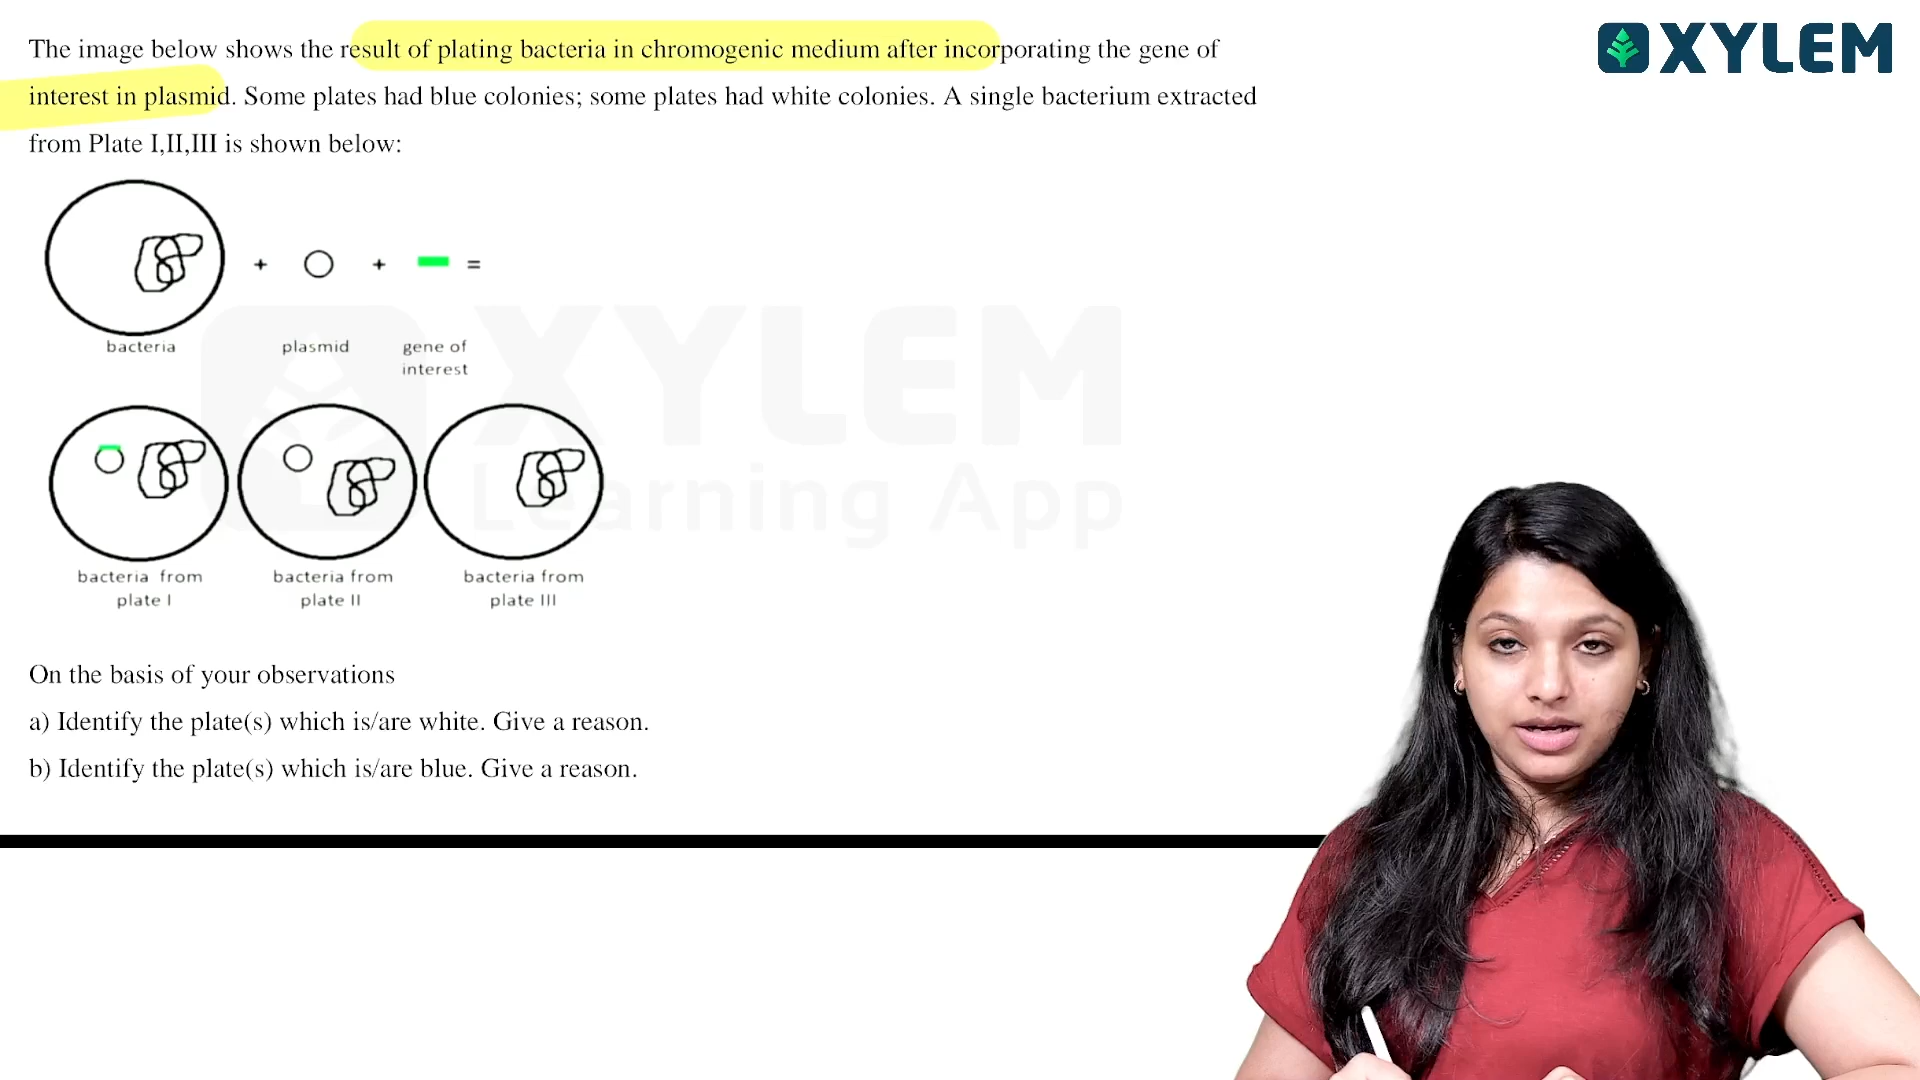 XYLEM
The image below shows the result of plating bacteria in chromogenic medium after incorporating the gene of
interest in plasmid. Some plates had blue colonies; some plates had white colonies. A single bacterium extracted
from Plate I,II,III is shown below:
+ + =
bacteria plasmid gene of
interest
XYLEM
Learning App
bacteria from bacteria from bacteria from
plate I plate II plate III
On the basis of your observations
a) Identify the plate(s) which is/are white. Give a reason.
b) Identify the plate(s) which is/are blue. Give a reason.